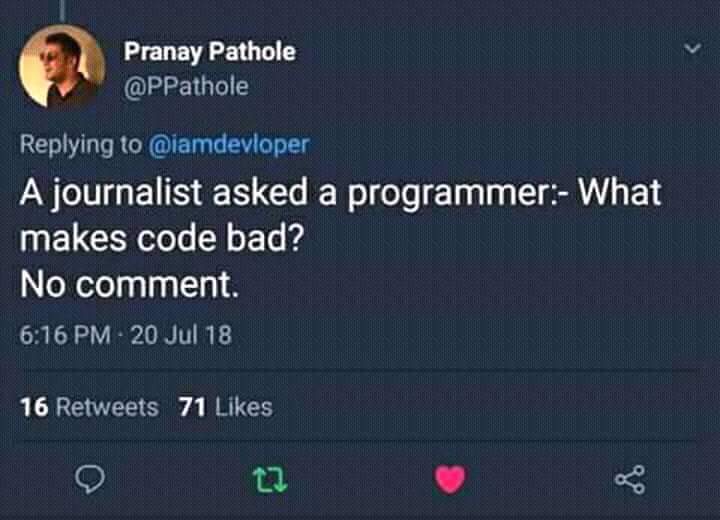 Pranay Pathole
@PPathole
Replying to @iamdevloper
A journalist asked a programmer:- What
makes code bad?
No comment.
6:16 PM · 20 Jul 18
16 Retweets 71 Likes